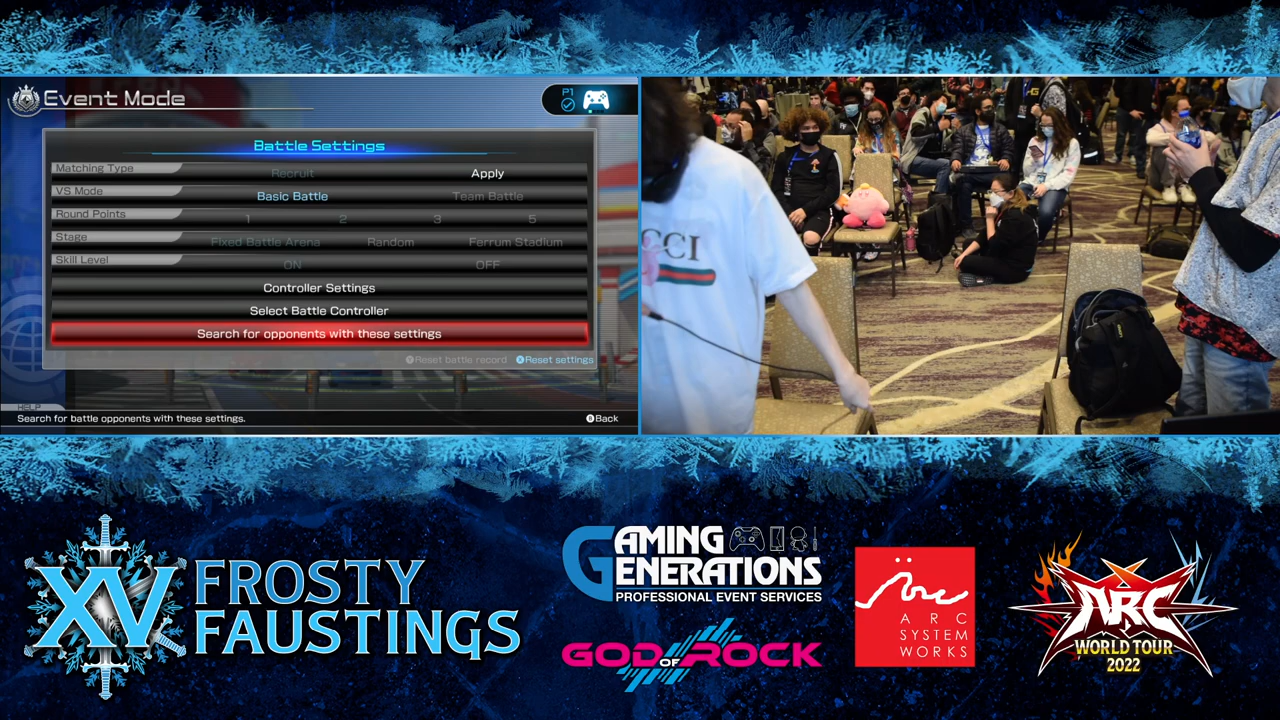 Event Mode
P1
Battle Settings
Matching Type
Recruit
Apply
VS Mode
Basic Battle
Team Battle
Round Points
1
2
3
5
Stage
Fixed Battle Arena
Random
Ferrum Stadium
Skill Level
ON
OFF
Controller Settings
Select Battle Controller
Search for opponents with these settings
Reset battle record
Reset settings
HELP
Search for battle opponents with these settings.
Back
CCI
XV
FROSTY
FAUSTINGS
GAMING
GENERATIONS
PROFESSIONAL EVENT SERVICES
GOD OF ROCK
ARC
SYSTEM
WORKS
ARC
WORLD TOUR
2022